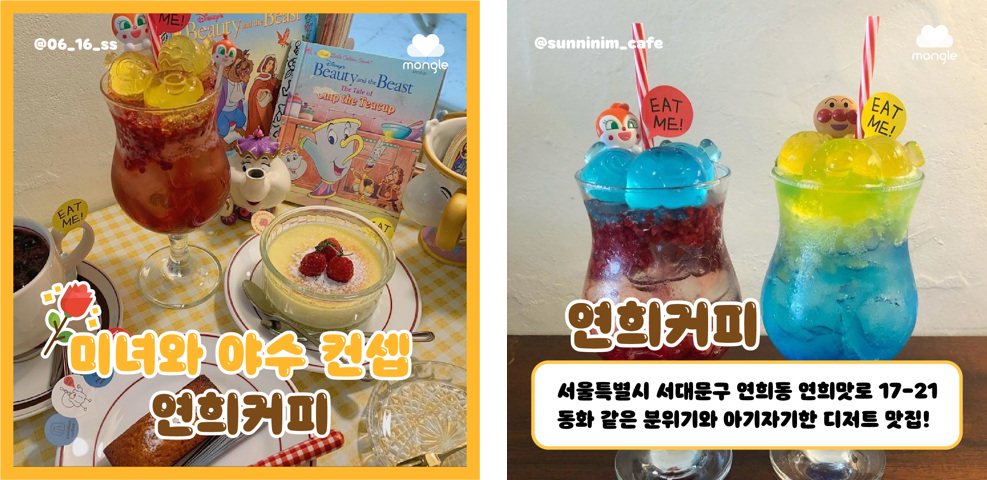 @06_16_ss
ME!
Disney's
Beauty and the Beast
mongle
Disney's
Beauty and the Beast
The Tale of
Chip the Teacup
EAT
ME!
EAT
미녀와 야수 컨셉
연희커피
@sunninim_cafe
mongle
EAT
ME!
EAT
ME!
연희커피
서울특별시 서대문구 연희동 연희맛로 17-21
동화 같은 분위기와 아기자기한 디저트 맛집!